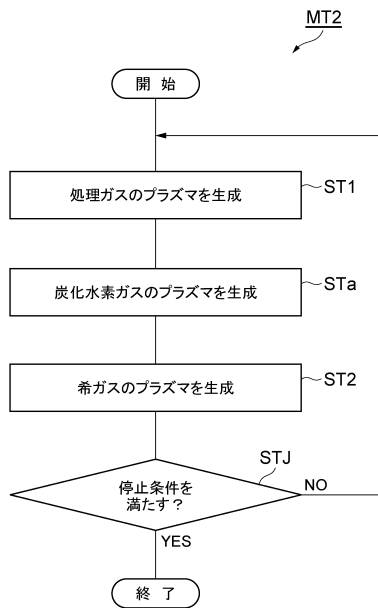 MT2
開 始
処理ガスのプラズマを生成
ST1
炭化水素ガスのプラズマを生成
STa
希ガスのプラズマを生成
ST2
STJ
停止条件を
満たす?
NO
YES
終 了